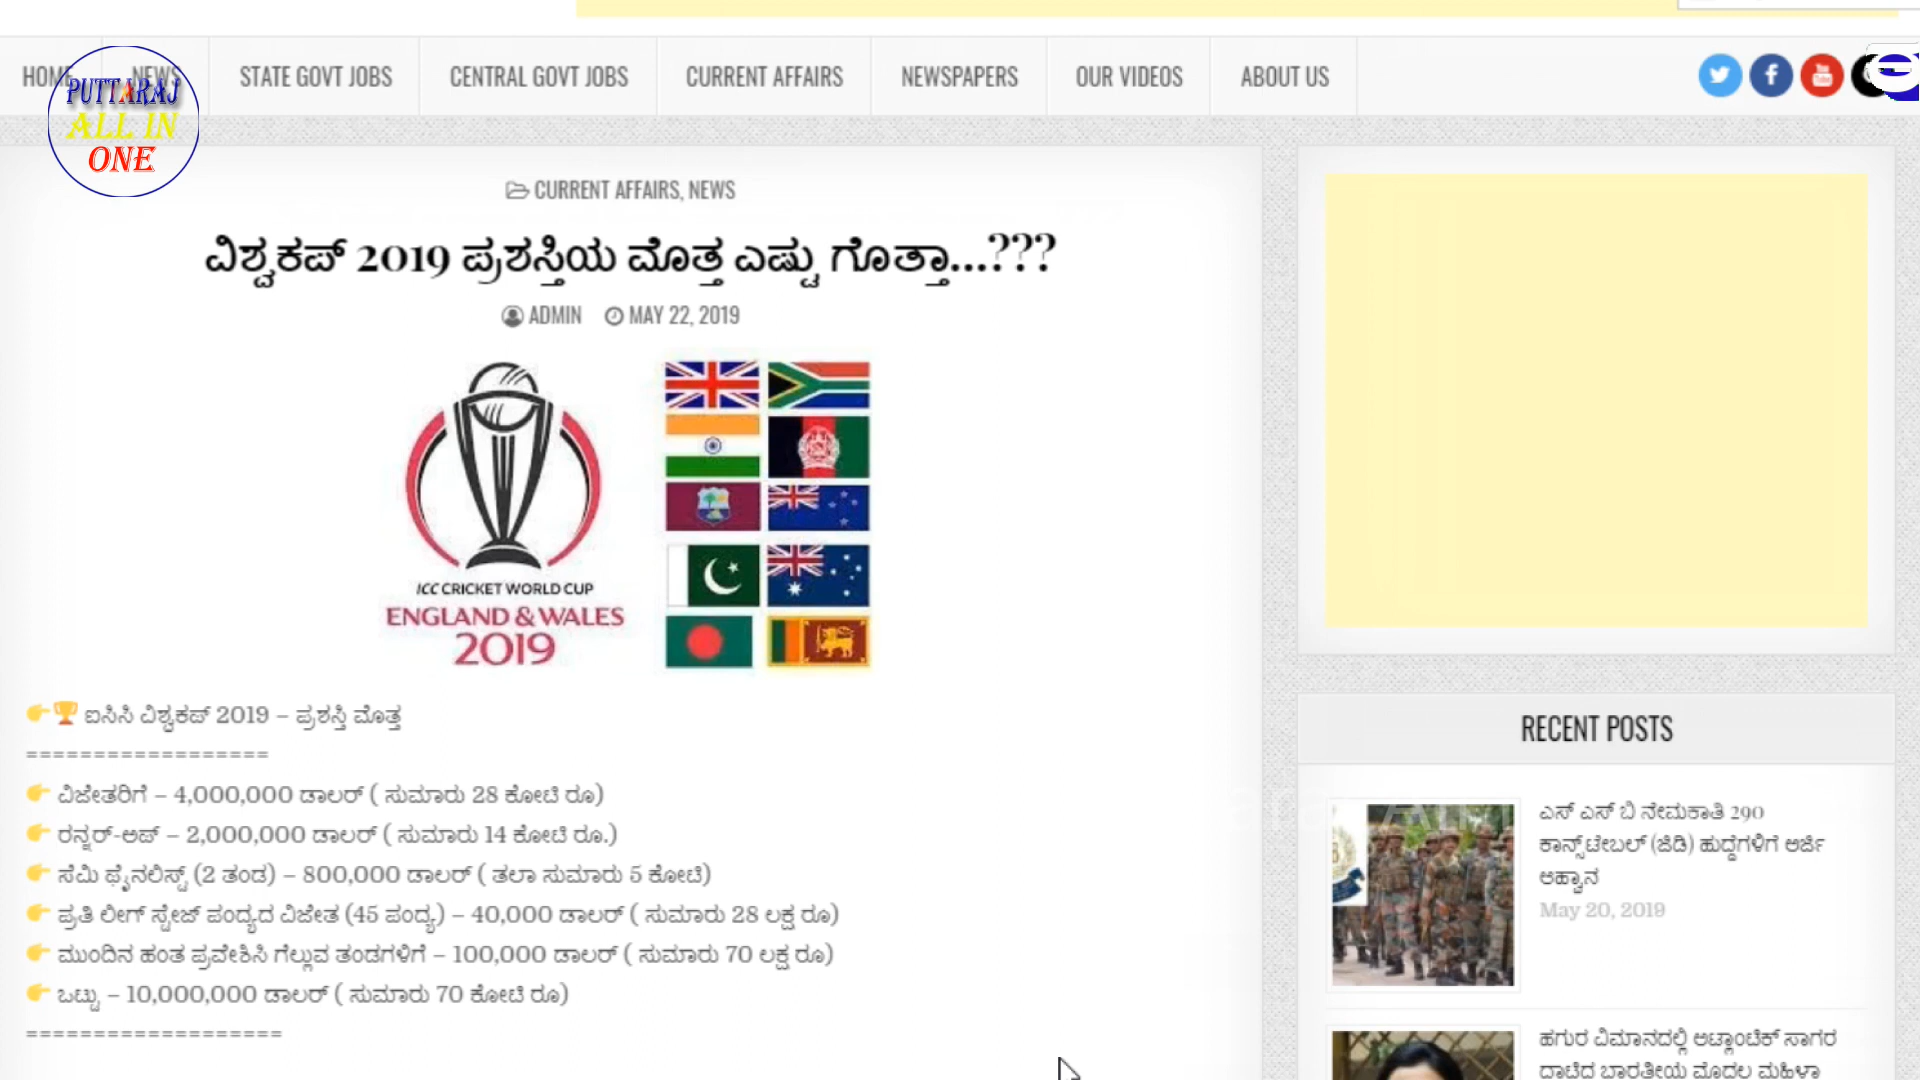 HOME NEWS STATE GOVT JOBS CENTRAL GOVT JOBS CURRENT AFFAIRS NEWSPAPERS OUR VIDEOS ABOUT US
PUTTARAJ
ALL IN
ONE
CURRENT AFFAIRS, NEWS
ವಿಶ್ವಕಪ್ 2019 ಪ್ರಶಸ್ತಿಯ ಮೊತ್ತ ಎಷ್ಟು ಗೊತ್ತಾ...???
ADMIN MAY 22, 2019
ICC CRICKET WORLD CUP
ENGLAND & WALES
2019
👉🏆 ಐಸಿಸಿ ವಿಶ್ವಕಪ್ 2019 – ಪ್ರಶಸ್ತಿ ಮೊತ್ತ
==================
👉 ವಿಜೇತರಿಗೆ – 4,000,000 ಡಾಲರ್ ( ಸುಮಾರು 28 ಕೋಟಿ ರೂ)
👉 ರನ್ನರ್-ಅಪ್ – 2,000,000 ಡಾಲರ್ ( ಸುಮಾರು 14 ಕೋಟಿ ರೂ.)
👉 ಸೆಮಿ ಫೈನಲಿಸ್ಟ್ (2 ತಂಡ) – 800,000 ಡಾಲರ್ ( ತಲಾ ಸುಮಾರು 5 ಕೋಟಿ)
👉 ಪ್ರತಿ ಲೀಗ್ ಸ್ಟೇಜ್ ಪಂದ್ಯದ ವಿಜೇತ (45 ಪಂದ್ಯ) – 40,000 ಡಾಲರ್ ( ಸುಮಾರು 28 ಲಕ್ಷ ರೂ)
👉 ಮುಂದಿನ ಹಂತ ಪ್ರವೇಶಿಸಿ ಗೆಲ್ಲುವ ತಂಡಗಳಿಗೆ – 100,000 ಡಾಲರ್ ( ಸುಮಾರು 70 ಲಕ್ಷ ರೂ)
👉 ಒಟ್ಟು – 10,000,000 ಡಾಲರ್ ( ಸುಮಾರು 70 ಕೋಟಿ ರೂ)
===================
RECENT POSTS
ಎಸ್ ಎಸ್ ಬಿ ನೇಮಕಾತಿ 290
ಕಾನ್ಸ್‌ಟೇಬಲ್ (ಜಿಡಿ) ಹುದ್ದೆಗಳಿಗೆ ಅರ್ಜಿ
ಅಹ್ವಾನ
May 20, 2019
ಹಗುರ ವಿಮಾನದಲ್ಲಿ ಅಟ್ಲಾಂಟಿಕ್ ಸಾಗರ
ದಾಟಿದ ಭಾರತೀಯ ಮೊದಲ ಮಹಿಳಾ